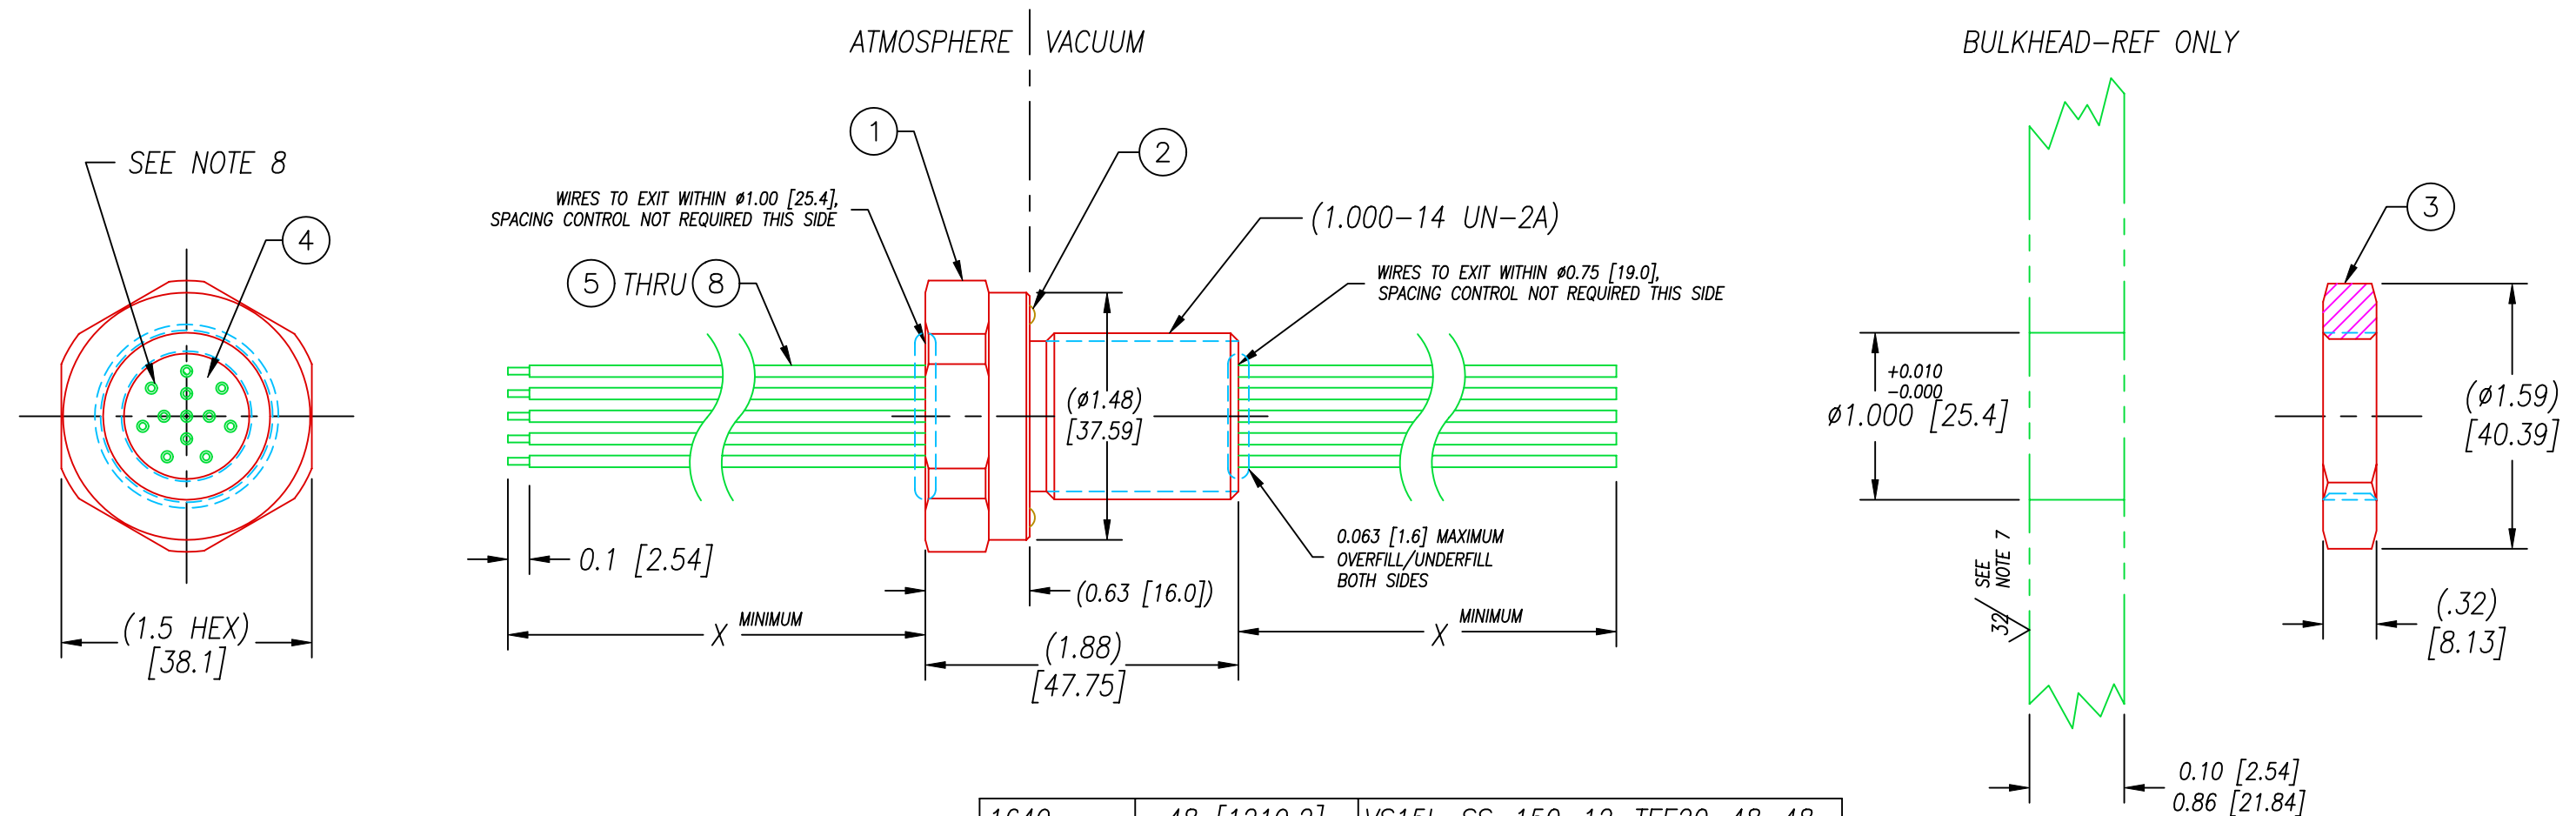 ATMOSPHERE
VACUUM
BULKHEAD-REF ONLY
1
2
SEE NOTE 8
4
WIRES TO EXIT WITHIN ø1.00 [25.4],
SPACING CONTROL NOT REQUIRED THIS SIDE
5 THRU 8
(1.000-14 UN-2A)
3
WIRES TO EXIT WITHIN ø0.75 [19.0],
SPACING CONTROL NOT REQUIRED THIS SIDE
(ø1.48)
[37.59]
+0.010
-0.000
ø1.000 [25.4]
(ø1.59)
[40.39]
0.1 [2.54]
0.063 [1.6] MAXIMUM
OVERFILL/UNDERFILL
BOTH SIDES
(0.63 [16.0])
SEE
NOTE 7
32
(1.5 HEX)
[38.1]
X MINIMUM
X MINIMUM
(1.88)
[47.75]
(.32)
[8.13]
0.10 [2.54]
0.86 [21.84]